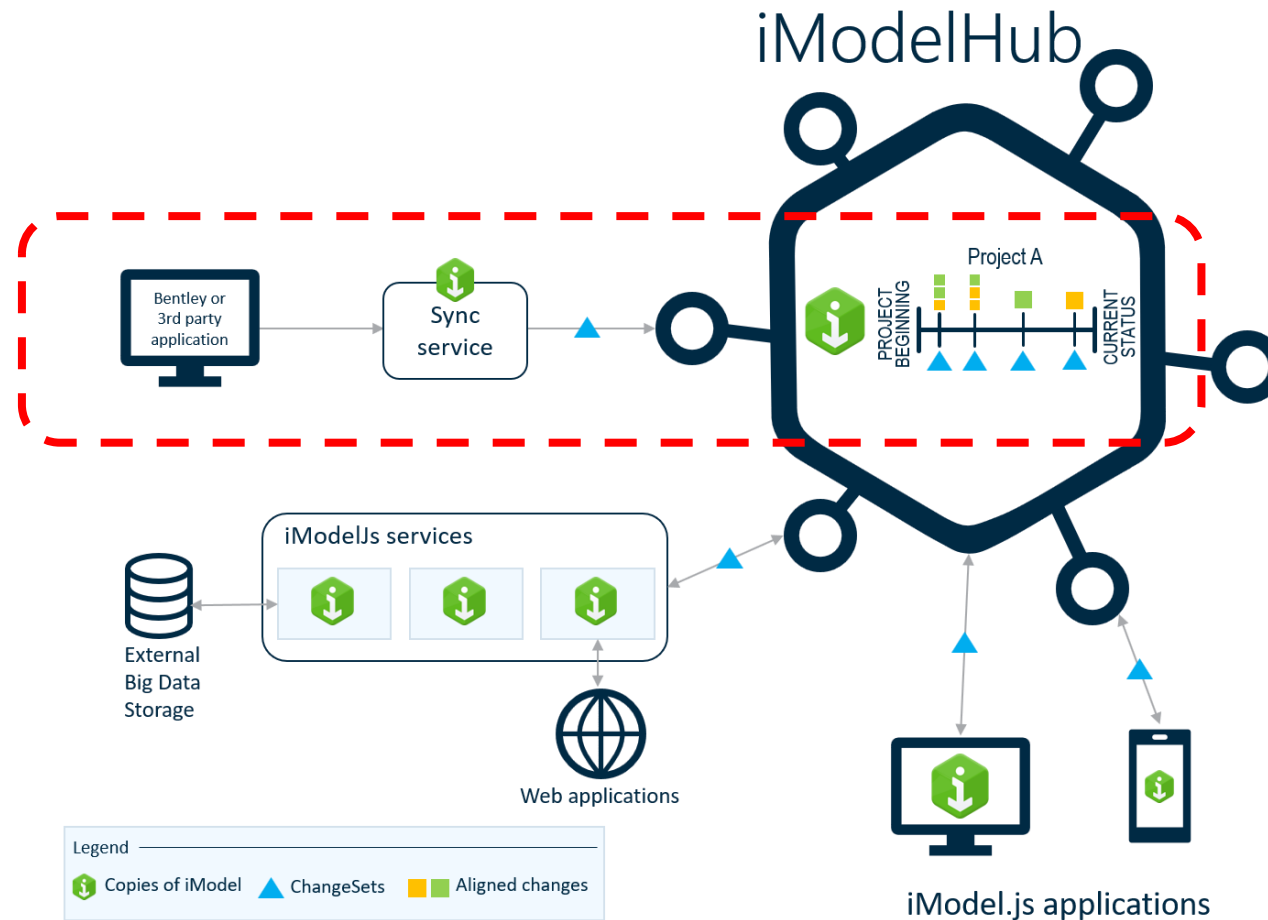 iModelHub
Bentley or
3rd party
application
Sync
service
Project A
PROJECT
BEGINNING
CURRENT
STATUS
iModelJs services
External
Big Data
Storage
Web applications
Legend
Copies of iModel
ChangeSets
Aligned changes
iModel.js applications